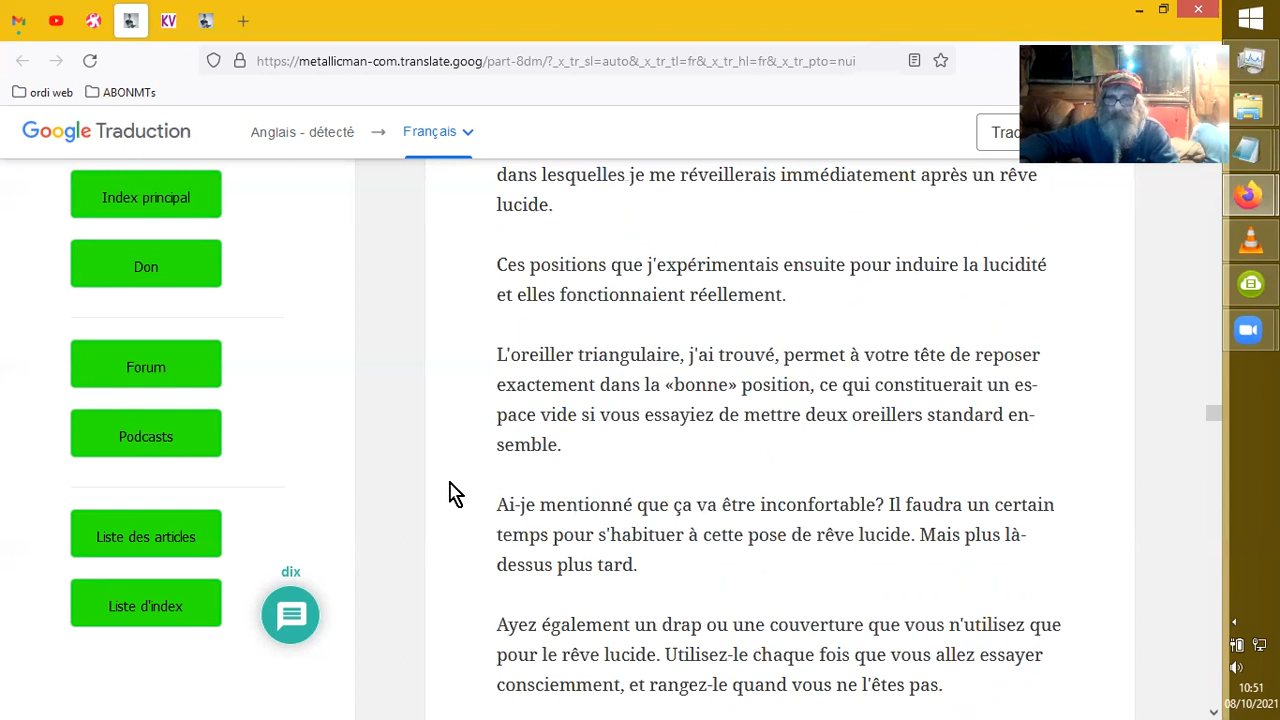 KV
https://metallicman-com.translate.goog/part-8dm/?_x_tr_sl=auto&_x_tr_tl=fr&_x_tr_hl=fr&_x_tr_pto=nui
ordi web
ABONMTS
Google Traduction
Anglais - détecté
Français
Trad
Index principal
Don
Forum
Podcasts
Liste des articles
dix
Liste d'index
dans lesquelles je me réveillerais immédiatement après un rêve
lucide.
Ces positions que j'expérimentais ensuite pour induire la lucidité
et elles fonctionnaient réellement.
L'oreiller triangulaire, j'ai trouvé, permet à votre tête de reposer
exactement dans la «bonne» position, ce qui constituerait un es-
pace vide si vous essayiez de mettre deux oreillers standard en-
semble.
Ai-je mentionné que ça va être inconfortable? Il faudra un certain
temps pour s'habituer à cette pose de rêve lucide. Mais plus là-
dessus plus tard.
Ayez également un drap ou une couverture que vous n'utilisez que
pour le rêve lucide. Utilisez-le chaque fois que vous allez essayer
consciemment, et rangez-le quand vous ne l'êtes pas.
10:51
08/10/2021